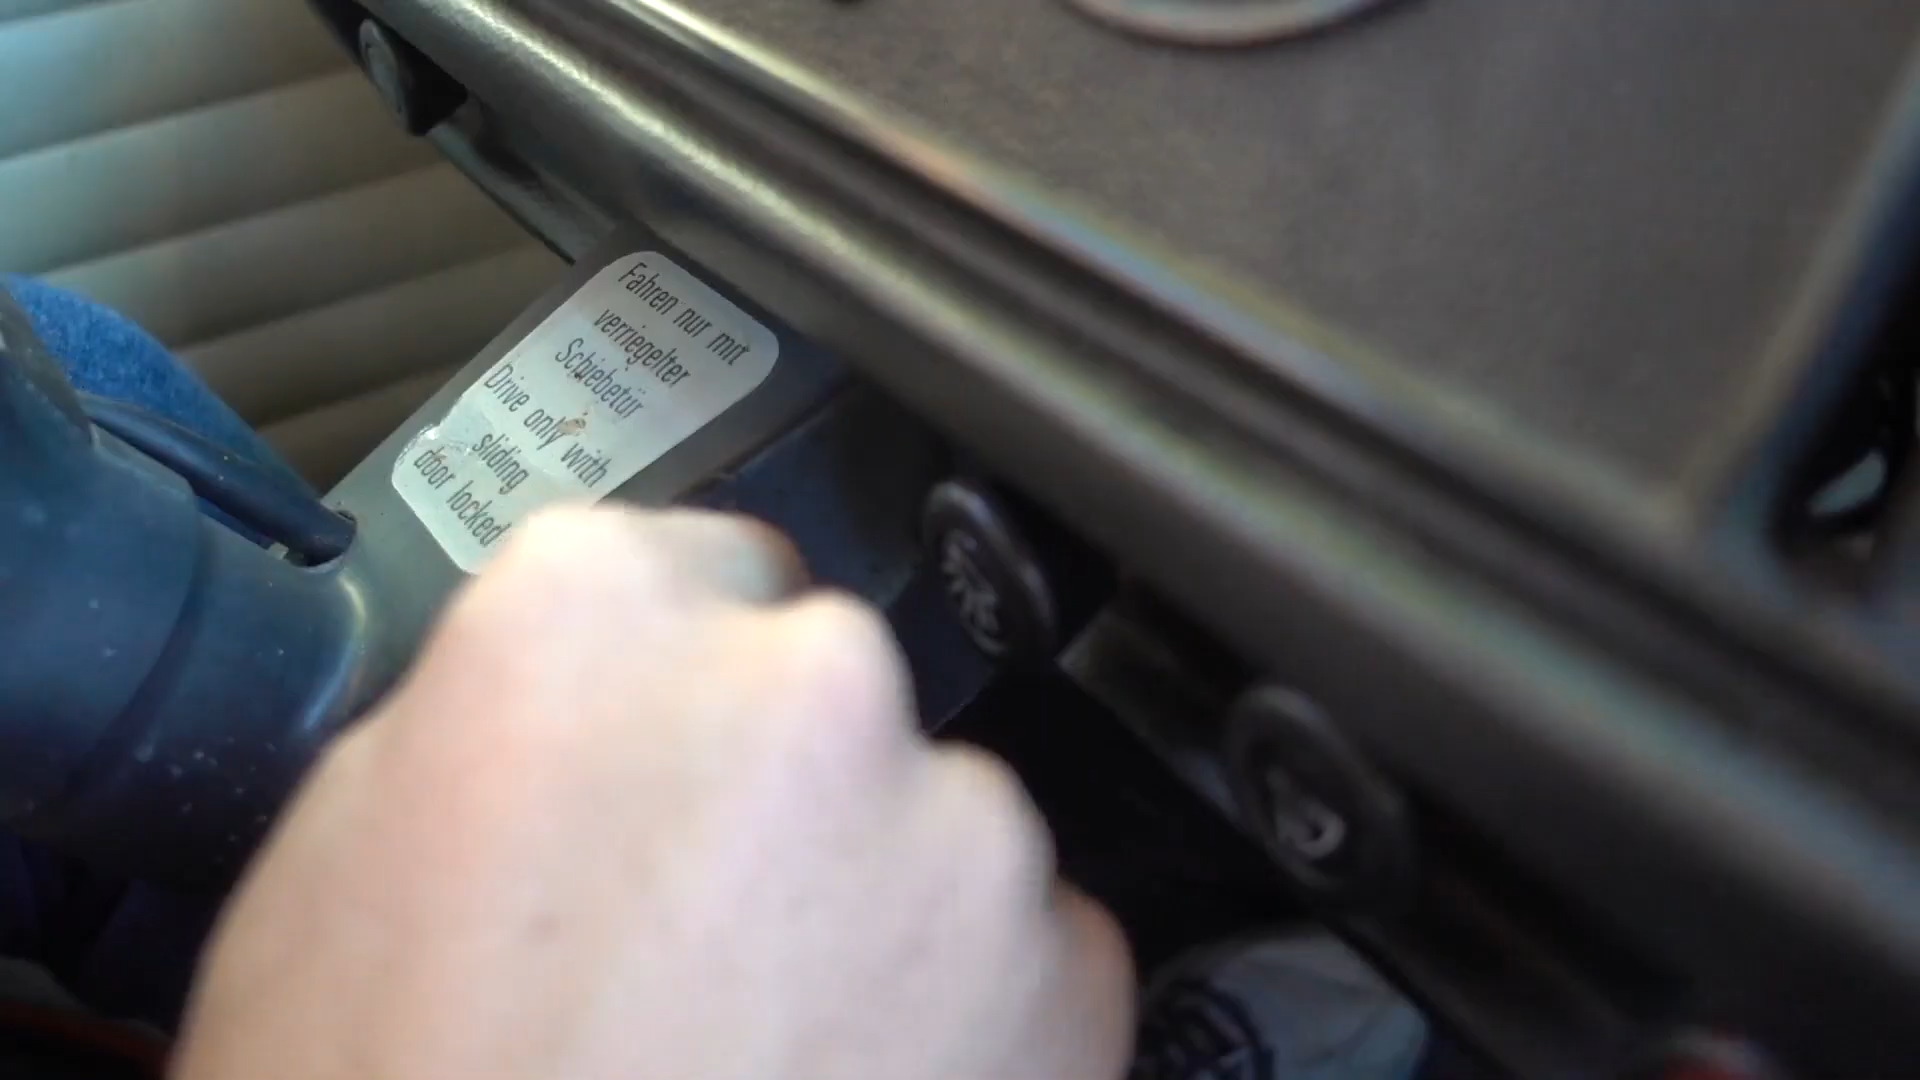 Fahren nur mit
verriegelter
Schiebetür
Drive only with
sliding
door locked